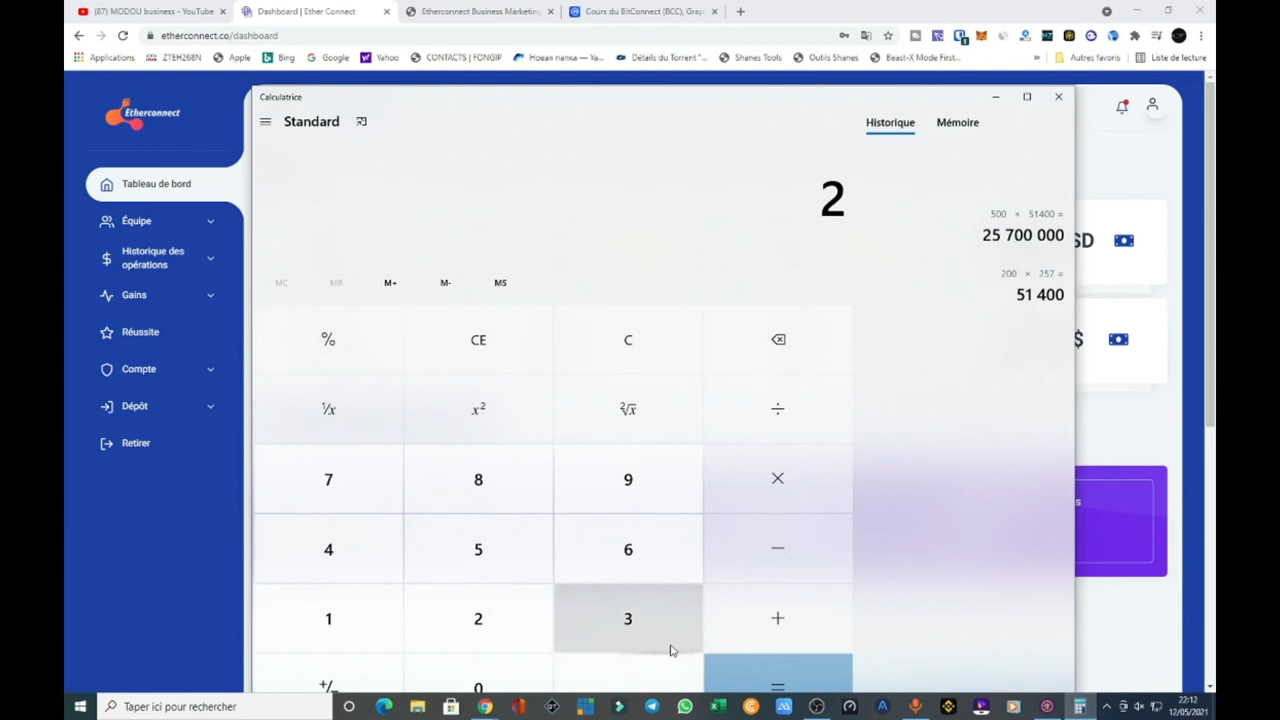 (87) MODOU business - YouTube
Dashboard | Ether Connect
Etherconnect Business Marketing
Cours du BitConnect (BCC), Grap
etherconnect.co/dashboard
Applications
ZTEH268N
Apple
Bing
Google
Yahoo
CONTACTS | FONGIP
Новая папка — Ya...
Détails du Torrent "...
Shanes Tools
Outils Shanes
Beast-X Mode First...
»
Autres favoris
Liste de lecture
Etherconnect
Tableau de bord
Équipe
Historique des
opérations
Gains
Réussite
Compte
Dépôt
Retirer
Calculatrice
Standard
Historique
Mémoire
2
500 × 51400 =
25 700 000
200 × 257 =
51 400
MC MR M+ M- MS
% CE C
¹/x x² ²√x ÷
7 8 9 ×
4 5 6 −
1 2 3 +
+/− 0 =
SD
$
s
Taper ici pour rechercher
22:12
12/05/2021